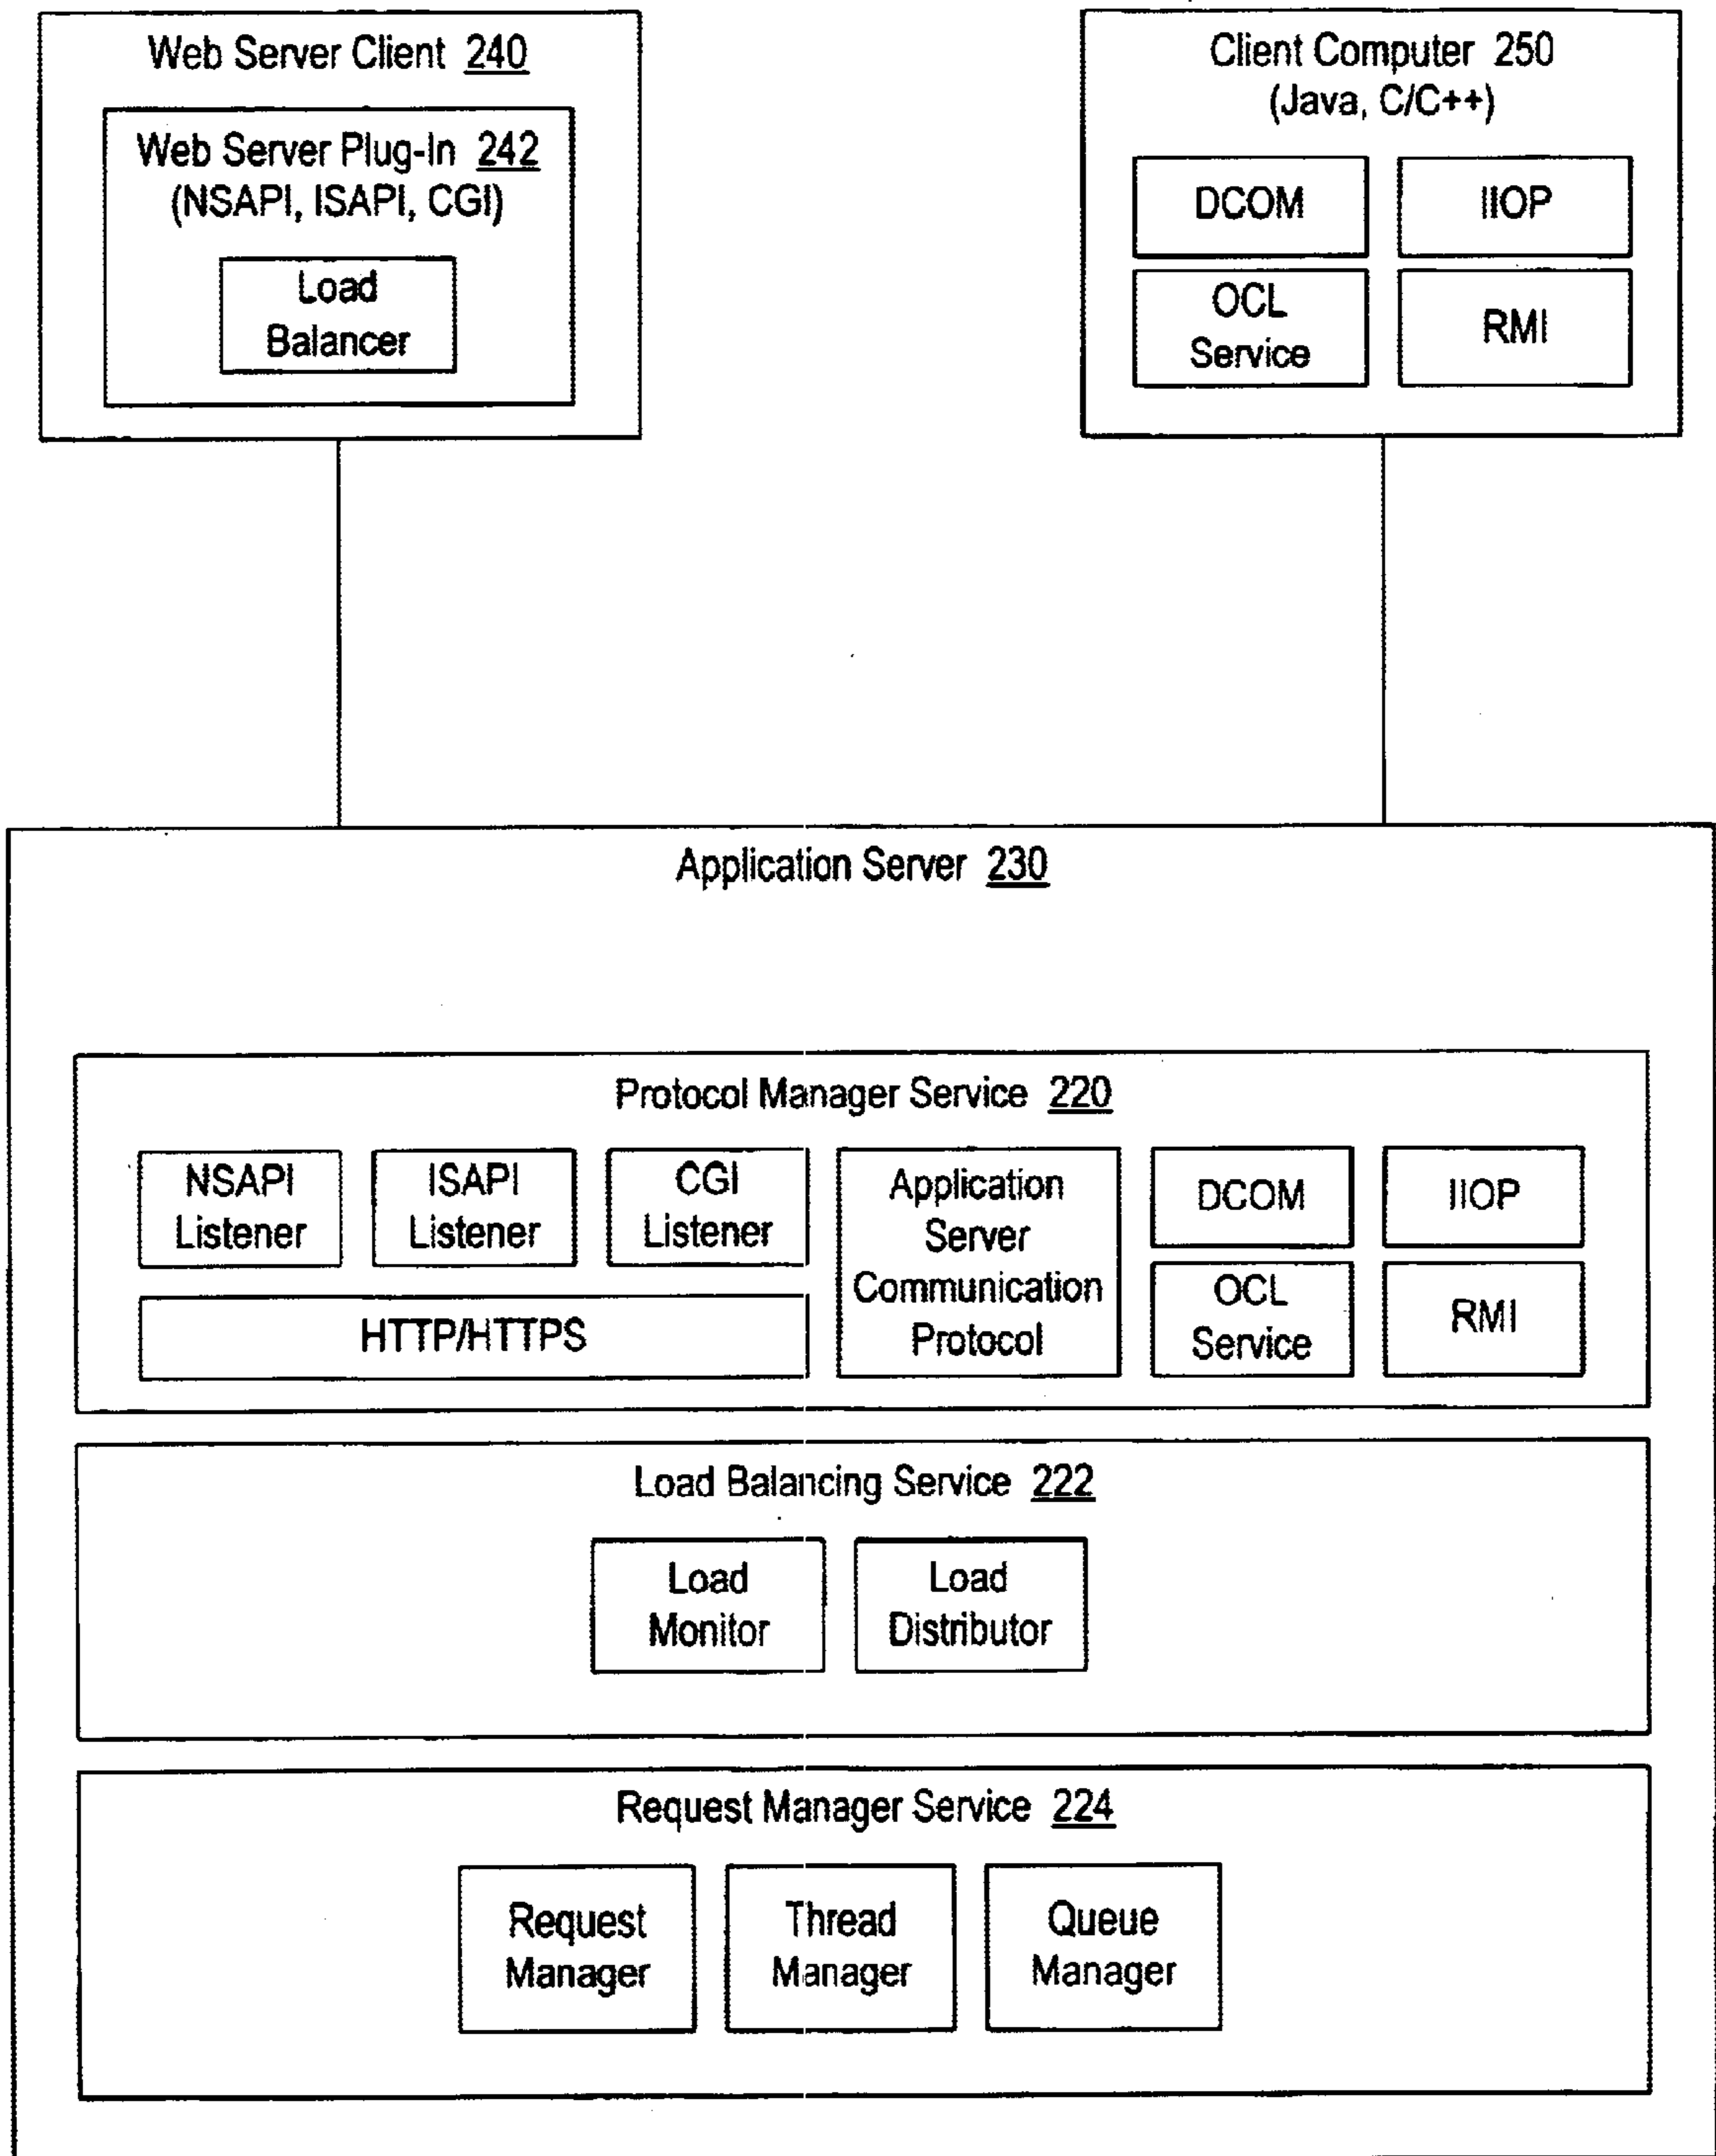 Web Server Client 240
Web Server Plug-In 242
(NSAPI, ISAPI, CGI)
Load
Balancer
Client Computer 250
(Java, C/C++)
DCOM
IIOP
OCL
Service
RMI
Application Server 230
Protocol Manager Service 220
NSAPI
Listener
ISAPI
Listener
CGI
Listener
HTTP/HTTPS
Application
Server
Communication
Protocol
DCOM
IIOP
OCL
Service
RMI
Load Balancing Service 222
Load
Monitor
Load
Distributor
Request Manager Service 224
Request
Manager
Thread
Manager
Queue
Manager